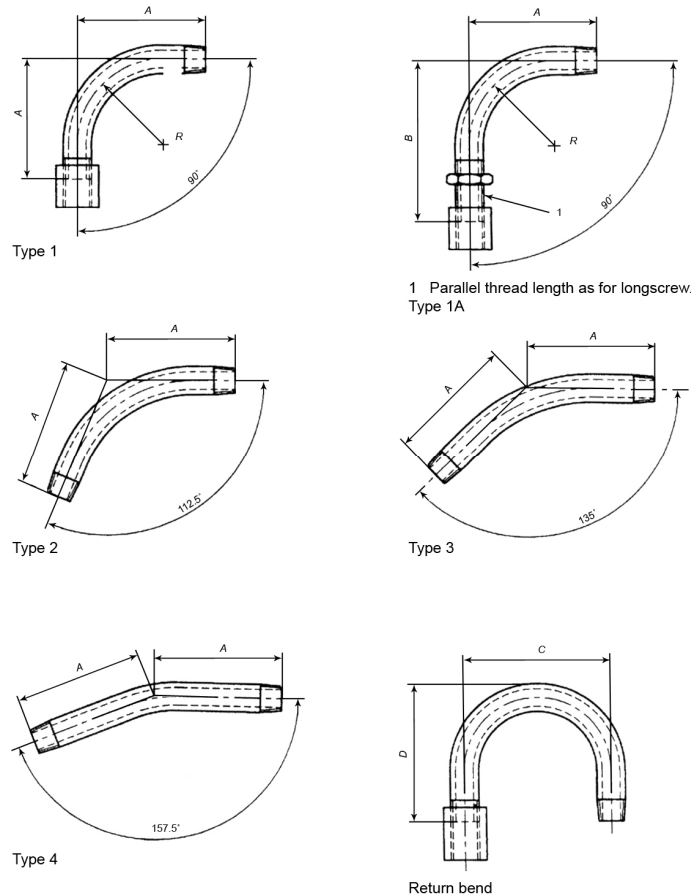 A
A
R
90°
Type 1
A
B
R
1
90°
1 Parallel thread length as for longscrew.
Type 1A
A
A
112.5°
Type 2
A
A
135°
Type 3
A
A
157.5°
Type 4
C
D
Return bend